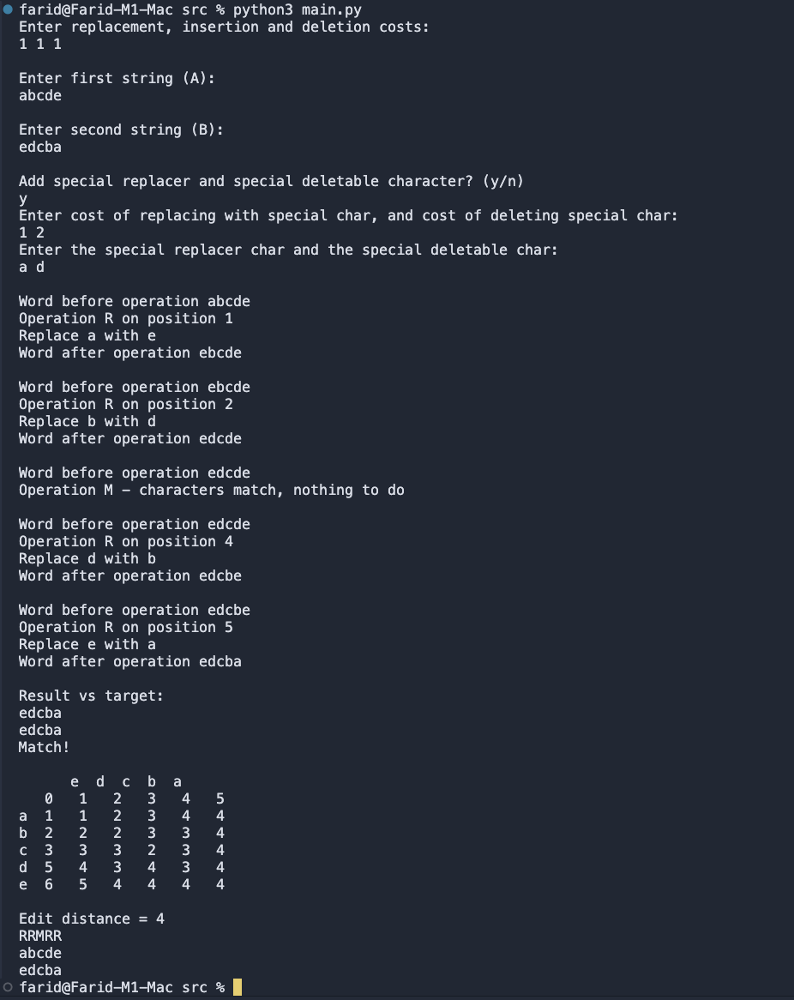 farid@Farid-M1-Mac src % python3 main.py
Enter replacement, insertion and deletion costs:
1 1 1

Enter first string (A):
abcde

Enter second string (B):
edcba

Add special replacer and special deletable character? (y/n)
y
Enter cost of replacing with special char, and cost of deleting special char:
1 2
Enter the special replacer char and the special deletable char:
a d

Word before operation abcde
Operation R on position 1
Replace a with e
Word after operation ebcde

Word before operation ebcde
Operation R on position 2
Replace b with d
Word after operation edcde

Word before operation edcde
Operation M – characters match, nothing to do

Word before operation edcde
Operation R on position 4
Replace d with b
Word after operation edcbe

Word before operation edcbe
Operation R on position 5
Replace e with a
Word after operation edcba

Result vs target:
edcba
edcba
Match!

      e  d  c  b  a
   0   1   2   3   4   5
a  1   1   2   3   4   4
b  2   2   2   3   3   4
c  3   3   3   2   3   4
d  5   4   3   4   3   4
e  6   5   4   4   4   4

Edit distance = 4
RRMRR
abcde
edcba
farid@Farid-M1-Mac src %